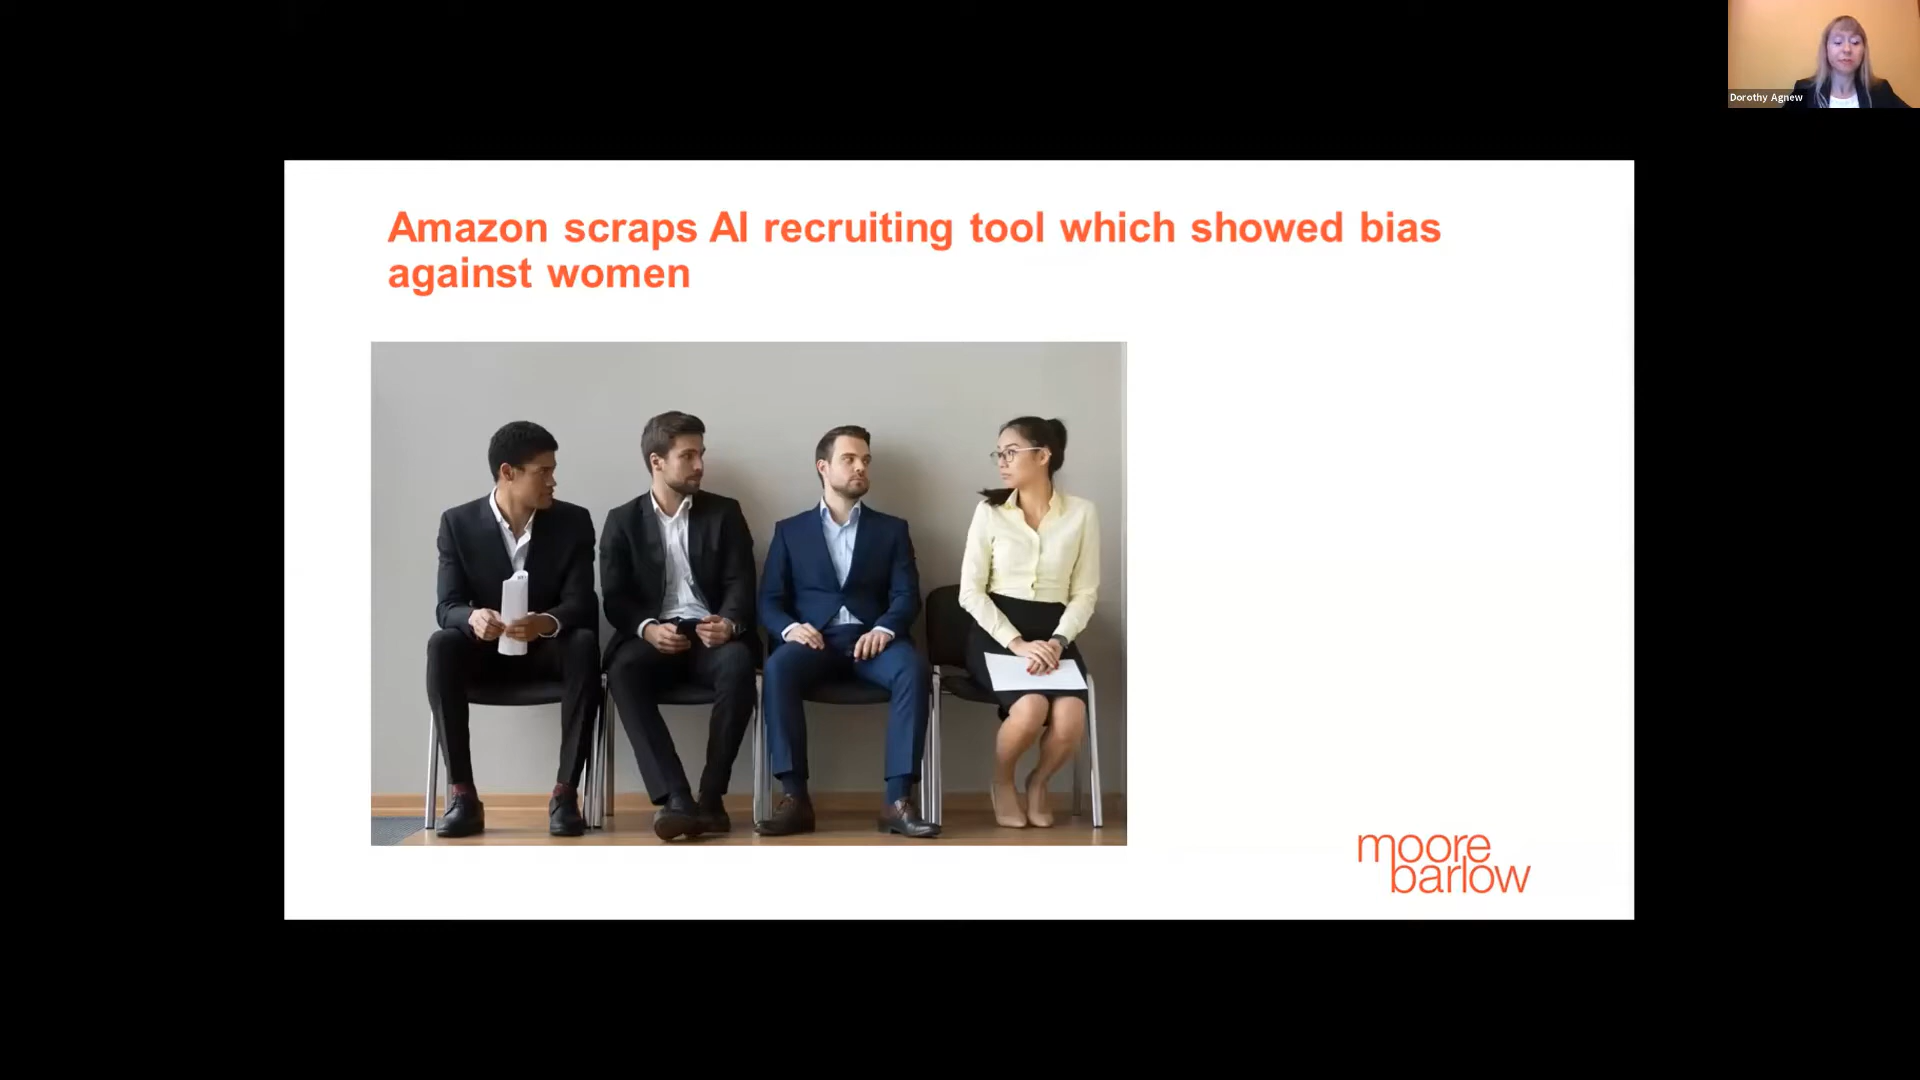 Dorothy Agnew
Amazon scraps AI recruiting tool which showed bias
against women
moore
barlow